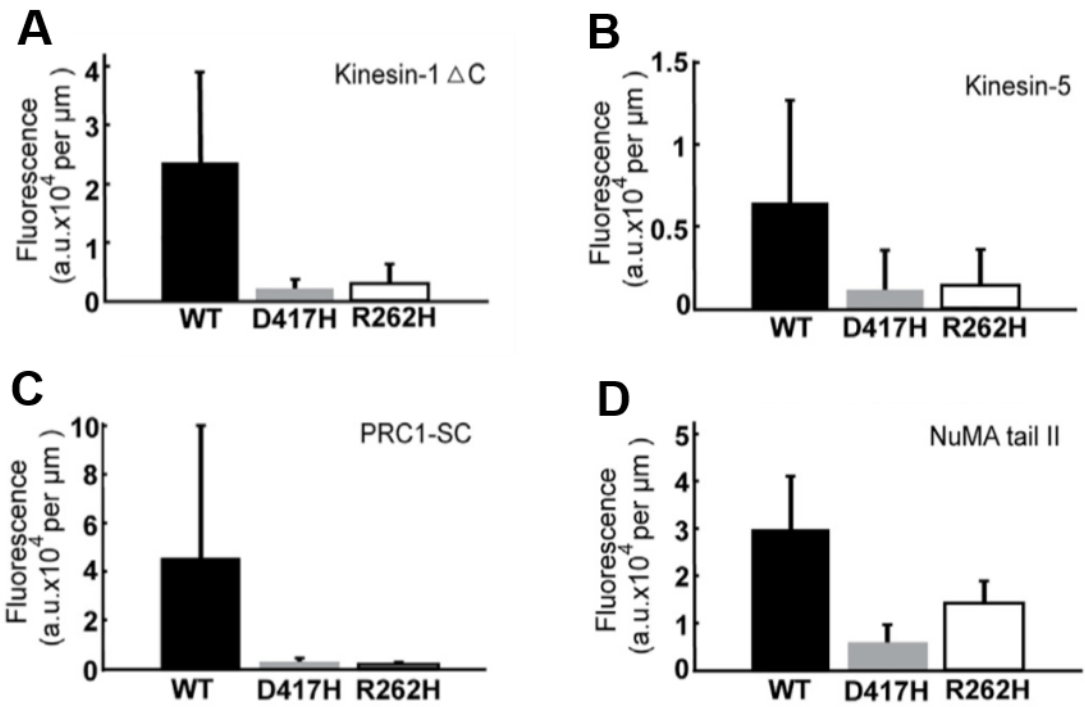 A
Kinesin-1 △C
Fluorescence
(a.u.x10⁴ per µm )
4
3
2
1
0
WT D417H R262H
B
Kinesin-5
Fluorescence
(a.u.x10⁴ per µm )
1.5
1
0.5
0
WT D417H R262H
C
PRC1-SC
Fluorescence
(a.u.x10⁴ per µm )
10
8
6
4
2
0
WT D417H R262H
D
NuMA tail II
Fluorescence
(a.u.x10⁴ per µm )
5
4
3
2
1
0
WT D417H R262H